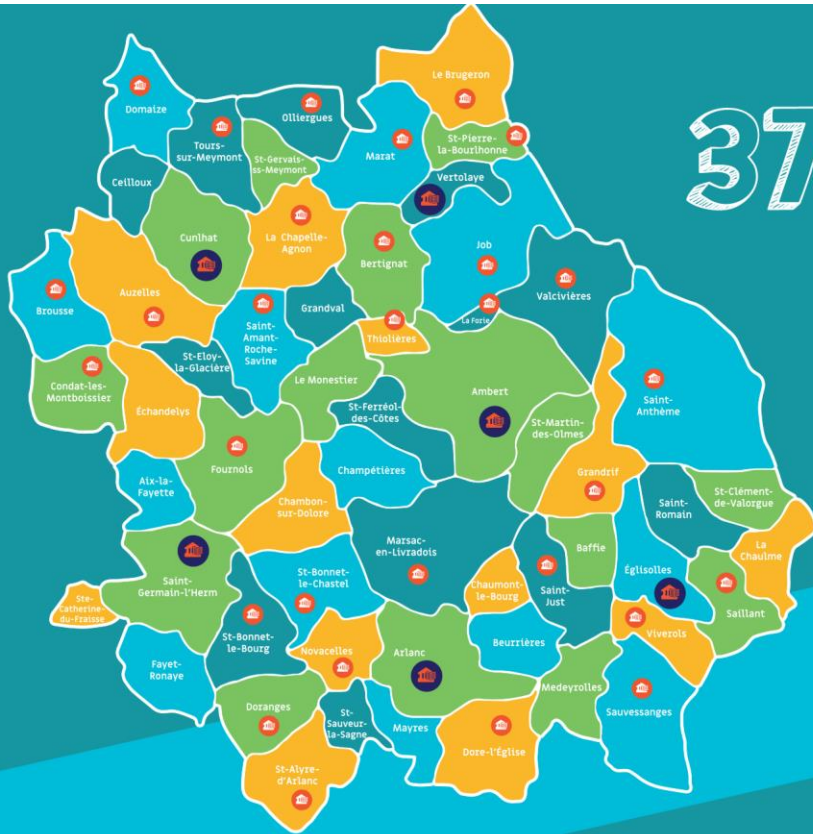 37
Le Brugeron
Domaize
Olliergues
Tours-
sur-Meymont
St-Gervais-
ss-Meymont
Marat
St-Pierre-
la-Bourlhonne
Ceilloux
Vertolaye
Cunlhat
La Chapelle-
Agnon
Bertignat
Job
Valcivières
Brousse
Auzelles
Saint-
Amant-
Roche-
Savine
Grandval
La Forie
Thiolières
St-Eloy-
la-Glacière
Condat-les-
Montboissier
Le Monestier
Ambert
Saint-
Anthème
Échandelys
St-Ferréol-
des-Côtes
St-Martin-
des-Olmes
Fournols
Champétières
Grandrif
Aix-la-
Fayette
Chambon-
sur-Dolore
Saint-
Romain
St-Clément-
de-Valorgue
Marsac-
en-Livradois
Baffie
La
Chaulme
Saint-
Germain-l'Herm
St-Bonnet-
le-Chastel
Chaumont-
le-Bourg
Saint-
Just
Églisolles
Saillant
Ste-
Catherine-
du-Fraisse
St-Bonnet-
le-Bourg
Viverols
Novacelles
Arlanc
Beurrières
Fayet-
Ronaye
Medeyrolles
Doranges
St-
Sauveur-
la-Sagne
Mayres
Sauvessanges
Dore-l'Église
St-Alyre-
d'Arlanc